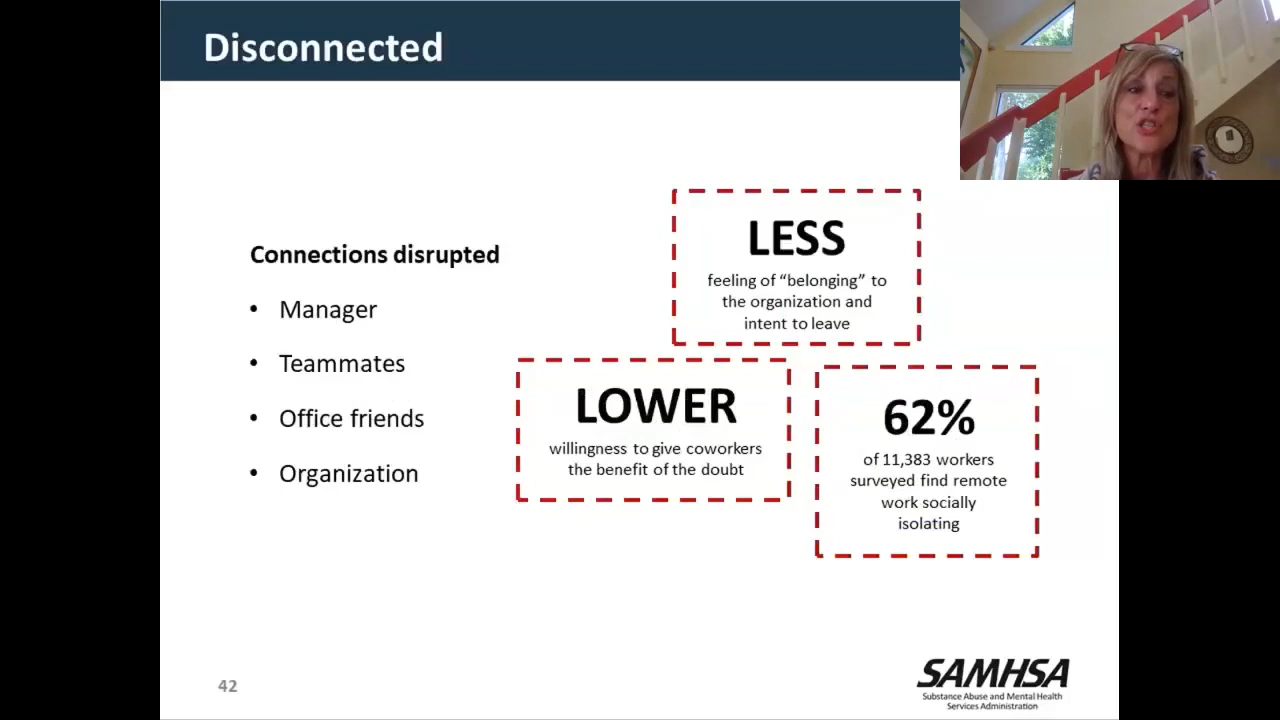 Disconnected
Connections disrupted
• Manager
• Teammates
• Office friends
• Organization
LESS
feeling of “belonging” to
the organization and
intent to leave
LOWER
willingness to give coworkers
the benefit of the doubt
62%
of 11,383 workers
surveyed find remote
work socially
isolating
42
SAMHSA
Substance Abuse and Mental Health
Services Administration